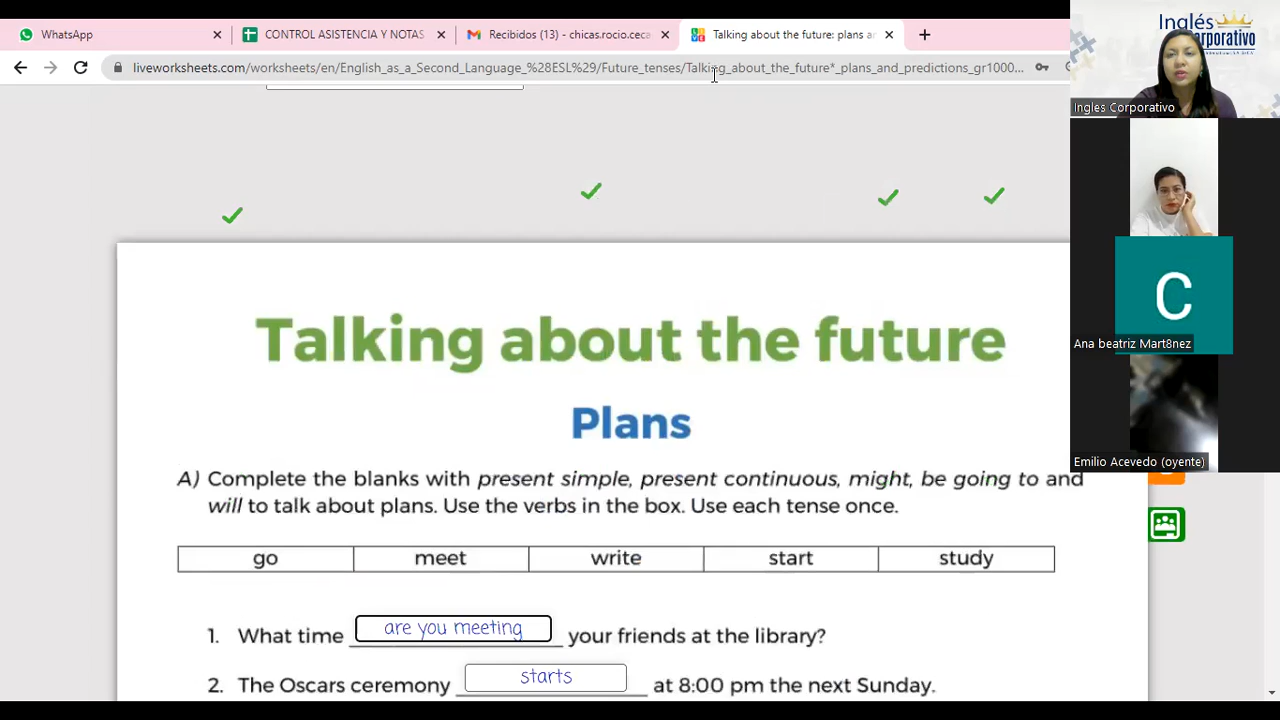 WhatsApp
CONTROL ASISTENCIA Y NOTAS
Recibidos (13) - chicas.rocio.ceca
Talking about the future: plans ar
liveworksheets.com/worksheets/en/English_as_a_Second_Language_%28ESL%29/Future_tenses/Talking_about_the_future*_plans_and_predictions_gr1000...
Inglés
Corporativo
Ingles Corporativo
Ana beatriz Mart8nez
Emilio Acevedo (oyente)
Talking about the future
Plans
A) Complete the blanks with present simple, present continuous, might, be going to and
will to talk about plans. Use the verbs in the box. Use each tense once.
go meet write start study
1. What time are you meeting your friends at the library?
2. The Oscars ceremony starts at 8:00 pm the next Sunday.